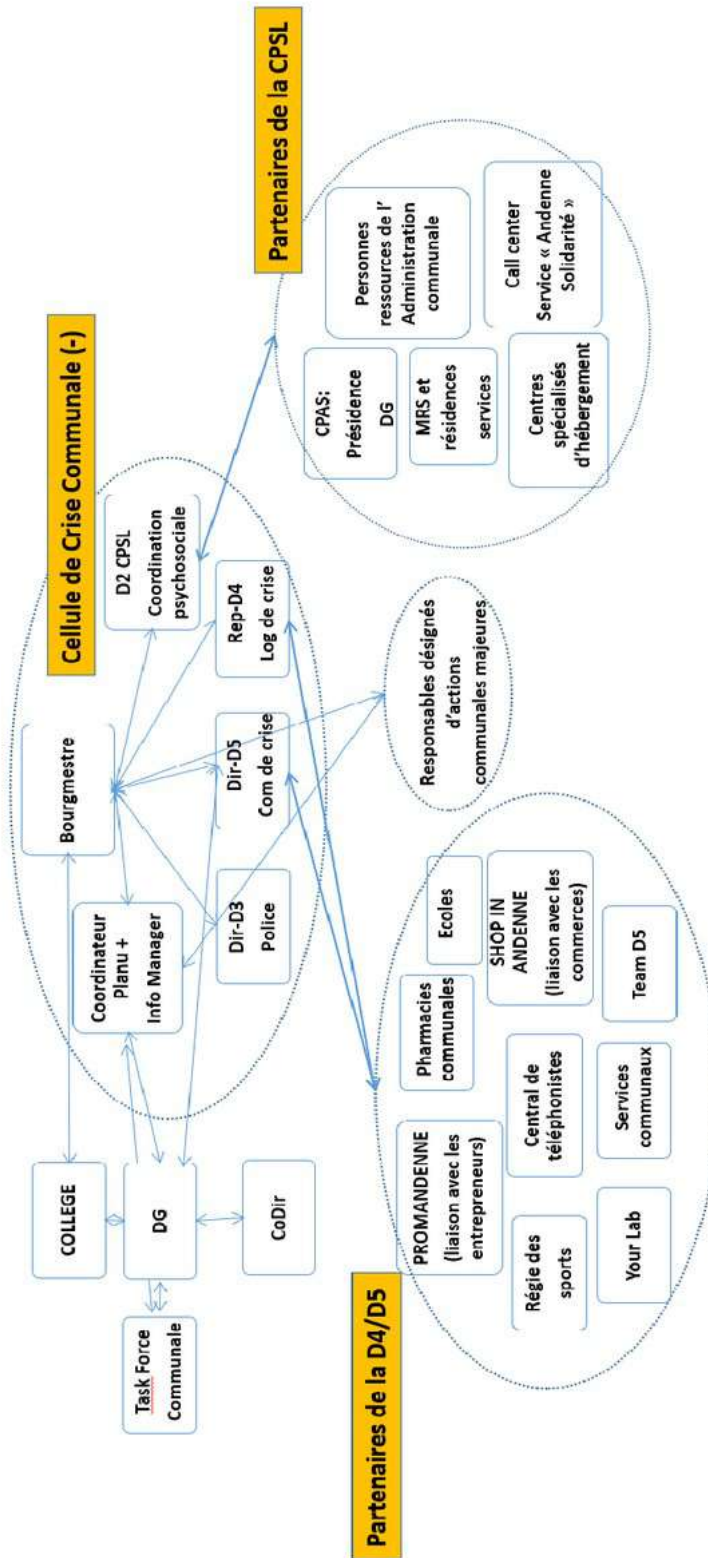 Cellule de Crise Communale (-)
Partenaires de la CPSL
COLLEGE
Bourgmestre
Task Force
Communale
DG
Coordinateur
Planu +
Info Manager
D2 CPSL
Coordination
psychosociale
CoDir
Dir-D3
Police
Dir-D5
Com de crise
Rep-D4
Log de crise
Partenaires de la D4/D5
PROMANDENNE
(liaison avec les
entrepreneurs)
Pharmacies
communales
Ecoles
Régie des
sports
Central de
téléphonistes
SHOP IN
ANDENNE
(liaison avec les
commerces)
Your Lab
Services
communaux
Team D5
Responsables désignés
d’actions
communales majeures
CPAS:
Présidence
DG
Personnes
ressources de l’
Administration
communale
MRS et
résidences
services
Centres
spécialisés
d’hébergement
Call center
Service « Andenne
Solidarité »